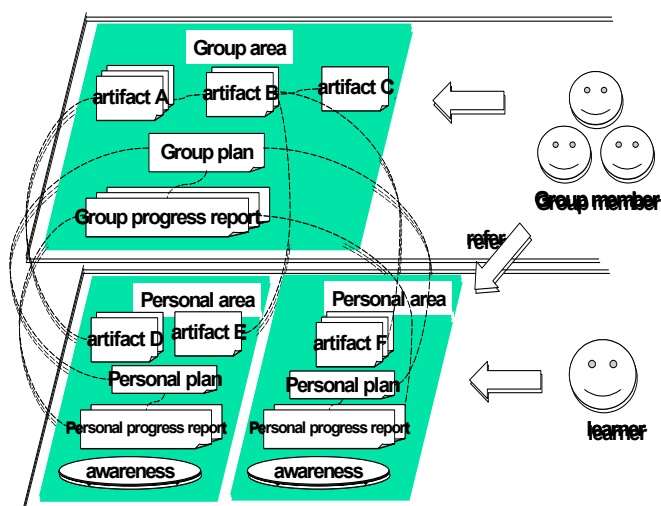 Group area
artifact A
artifact B
artifact C
Group plan
Group progress report
Group member
refer
Personal area
Personal area
artifact D
artifact E
artifact F
Personal plan
Personal plan
Personal progress report
Personal progress report
awareness
awareness
learner